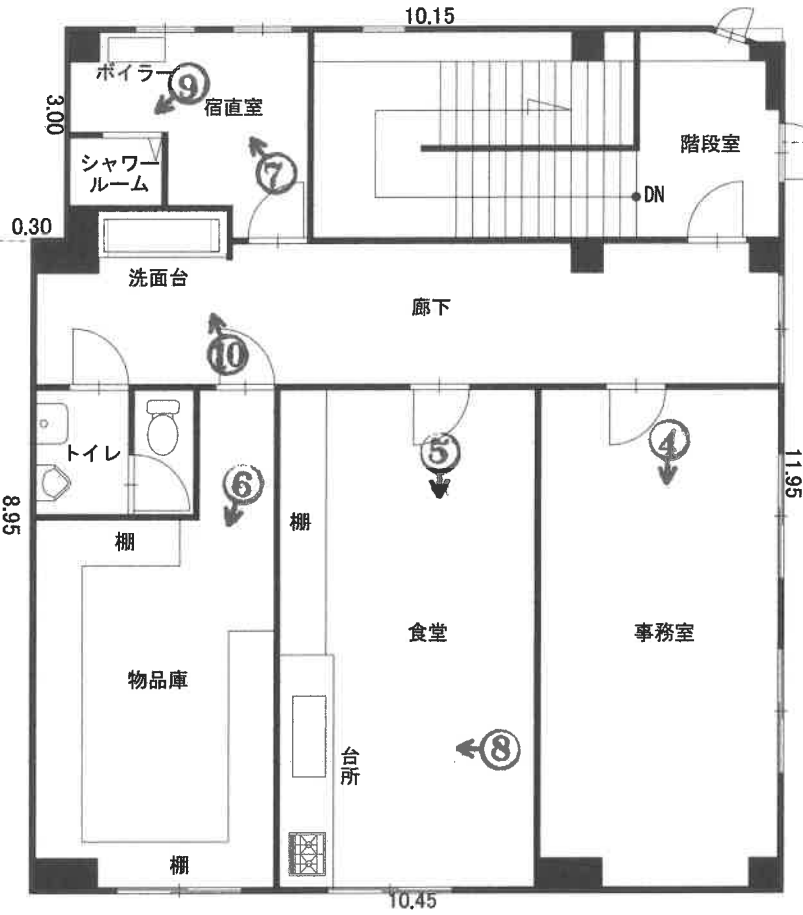 10.15
ボイラー
⑨
宿直室
3.00
シャワー
ルーム
⑦
階段室
DN
0.30
洗面台
廊下
⑩
トイレ
⑤
④
⑥
8.95
11.95
棚
棚
食堂
事務室
物品庫
⑧
台所
棚
10.45